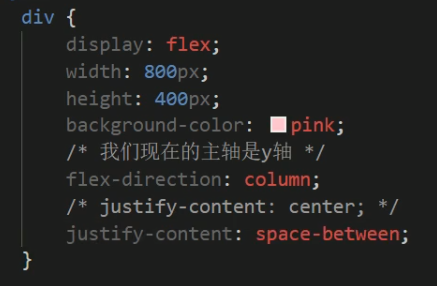 div {
display: flex;
width: 800px;
height: 400px;
background-color: pink;
/* 我们现在的主轴是y轴 */
flex-direction: column;
/* justify-content: center; */
justify-content: space-between;
}